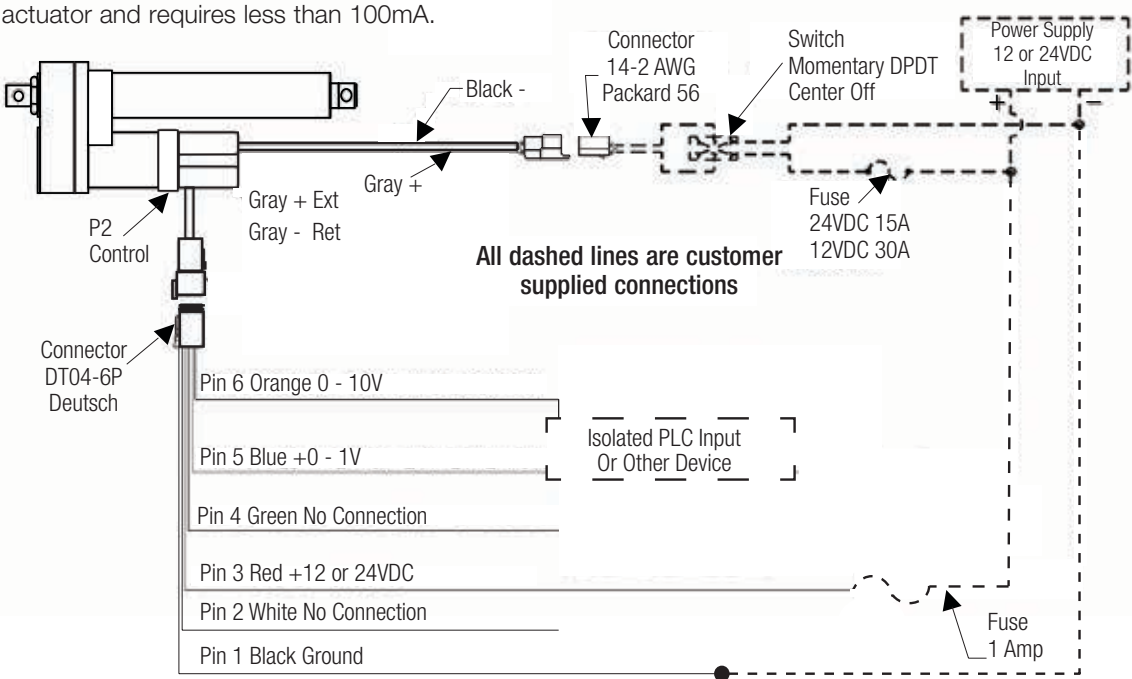 actuator and requires less than 100mA.
Connector
14-2 AWG
Packard 56
Switch
Momentary DPDT
Center Off
Power Supply
12 or 24VDC
Input
+
–
Black -
Gray +
Gray + Ext
Gray - Ret
P2
Control
Fuse
24VDC 15A
12VDC 30A
All dashed lines are customer
supplied connections
Connector
DT04-6P
Deutsch
Pin 6 Orange 0 - 10V
Isolated PLC Input
Or Other Device
Pin 5 Blue +0 - 1V
Pin 4 Green No Connection
Pin 3 Red +12 or 24VDC
Pin 2 White No Connection
Fuse
1 Amp
Pin 1 Black Ground